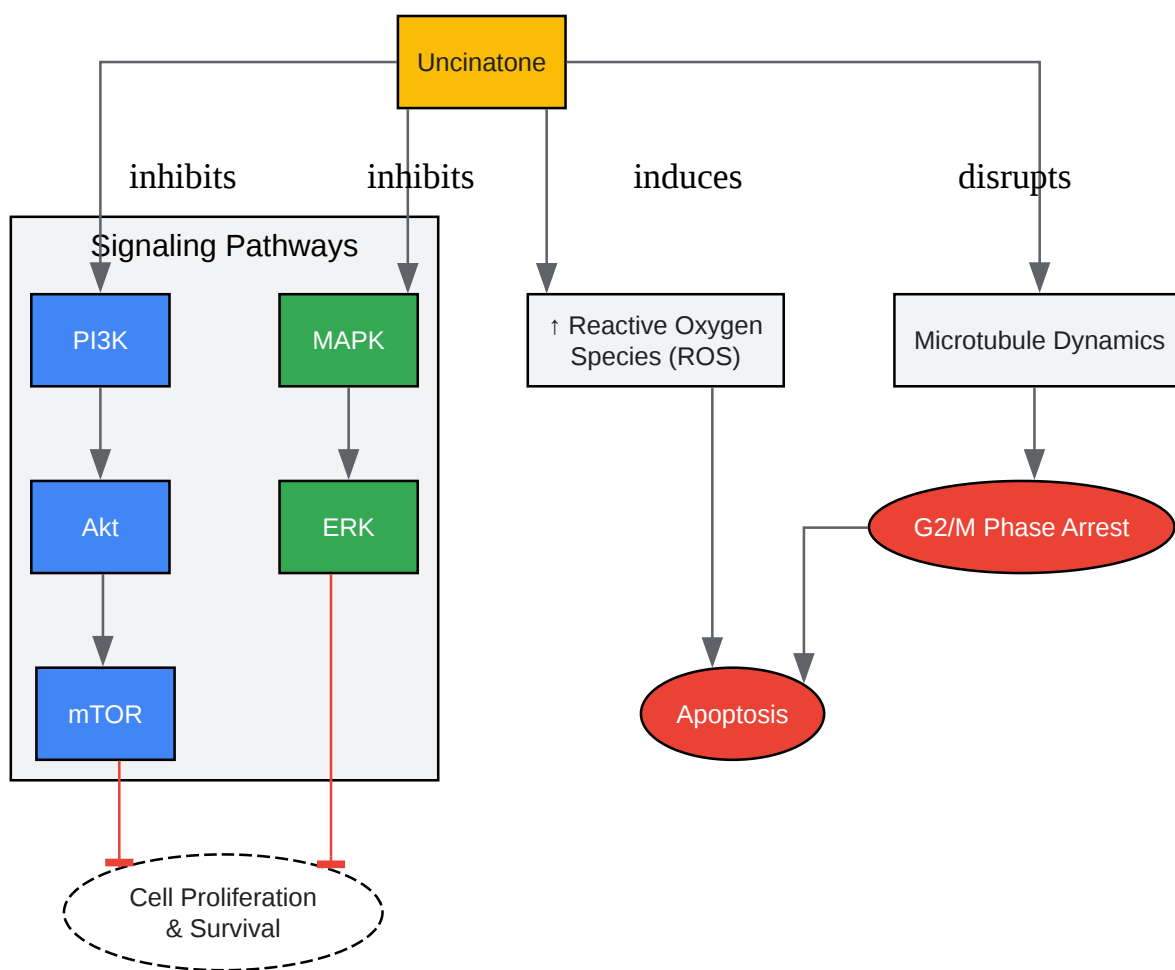 Uncinatone
inhibits
inhibits
induces
disrupts
Signaling Pathways
PI3K
MAPK
↑ Reactive Oxygen
Species (ROS)
Microtubule Dynamics
Akt
ERK
G2/M Phase Arrest
mTOR
Apoptosis
Cell Proliferation
& Survival